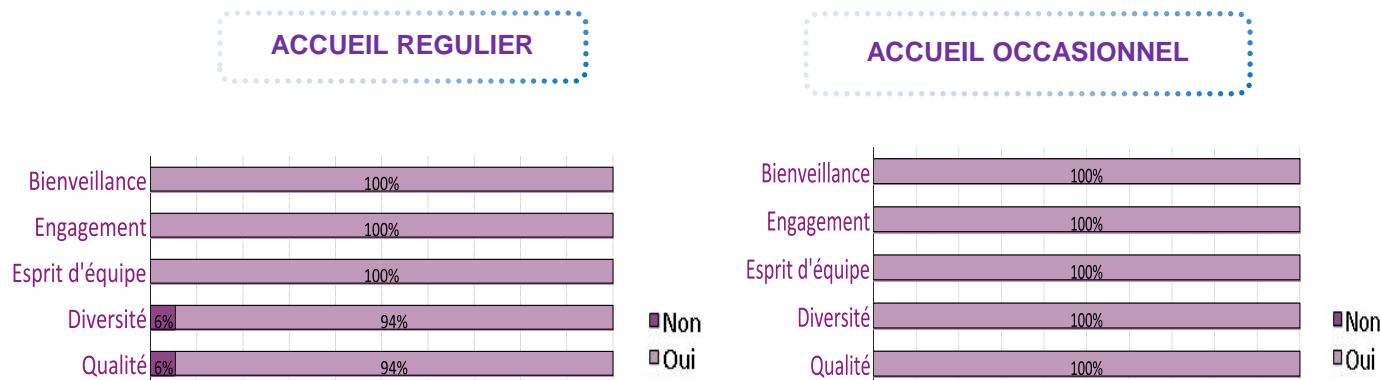 ACCUEIL REGULIER
Bienveillance 100%
Engagement 100%
Esprit d'équipe 100%
Diversité 6% 94%
Qualité 6% 94%
Non
Oui
ACCUEIL OCCASIONNEL
Bienveillance 100%
Engagement 100%
Esprit d'équipe 100%
Diversité 100%
Qualité 100%
Non
Oui